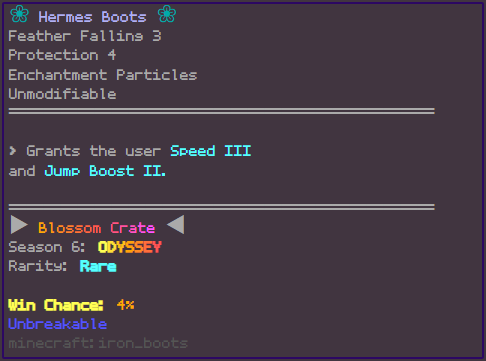 ❀ Hermes Boots ❀
Feather Falling 3
Protection 4
Enchantment Particles
Unmodifiable
> Grants the user Speed III
and Jump Boost II.
▶ Blossom Crate ◀
Season 6: ODYSSEY
Rarity: Rare
Win Chance: 4%
Unbreakable
minecraft:iron_boots